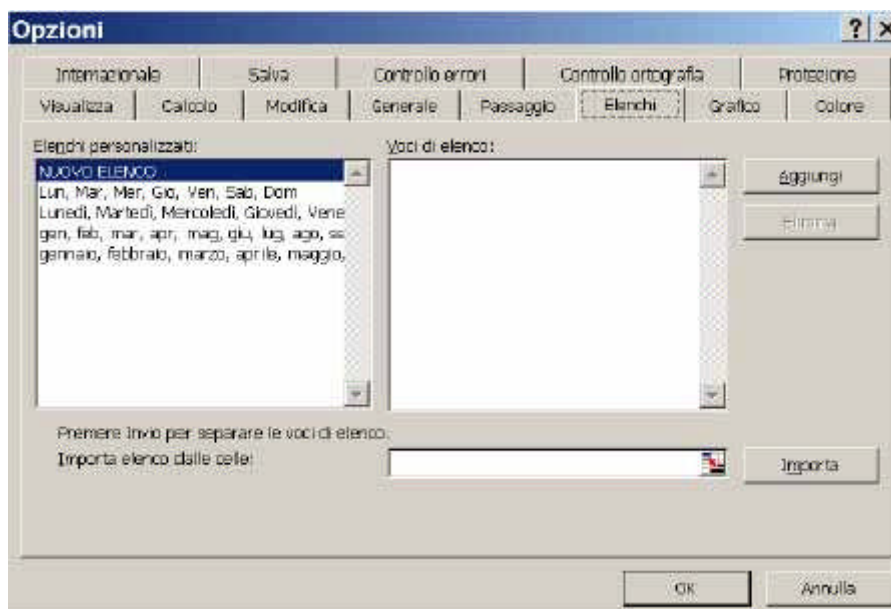 Opzioni
Internazionale Salva Controllo errori Controllo ortografia Protezione
Visualizza Calcolo Modifica Generale Passaggio Elenchi Grafico Colore
Elenchi personalizzati: Voci di elenco:
NUOVO ELENCO
Lun, Mar, Mer, Gio, Ven, Sab, Dom
Lunedì, Martedì, Mercoledì, Giovedì, Vene
gen, feb, mar, apr, mag, giu, lug, ago, se
gennaio, febbraio, marzo, aprile, maggio,
Aggiungi
Elimina
Premere Invio per separare le voci di elenco.
Importa elenco dalle celle:
Importa
OK Annulla